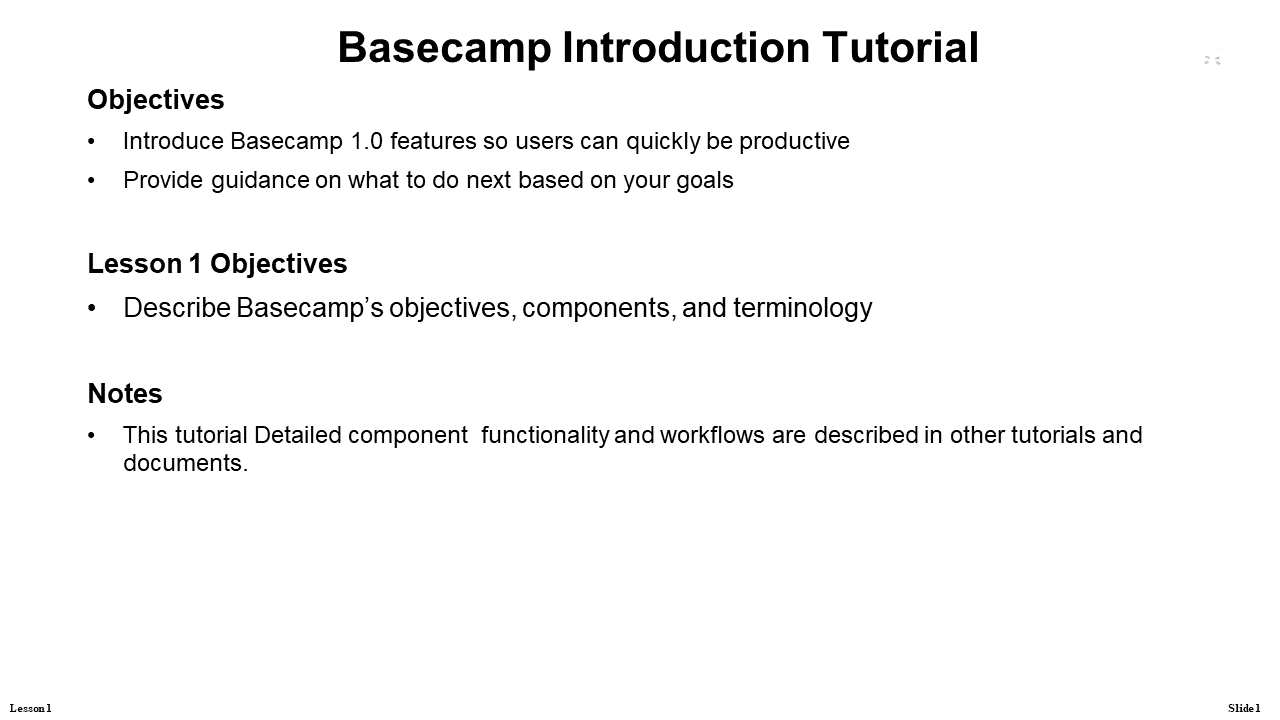 Basecamp Introduction Tutorial
Objectives
• Introduce Basecamp 1.0 features so users can quickly be productive
• Provide guidance on what to do next based on your goals
Lesson 1 Objectives
• Describe Basecamp’s objectives, components, and terminology
Notes
• This tutorial Detailed component  functionality and workflows are described in other tutorials and
documents.
Lesson 1
Slide 1